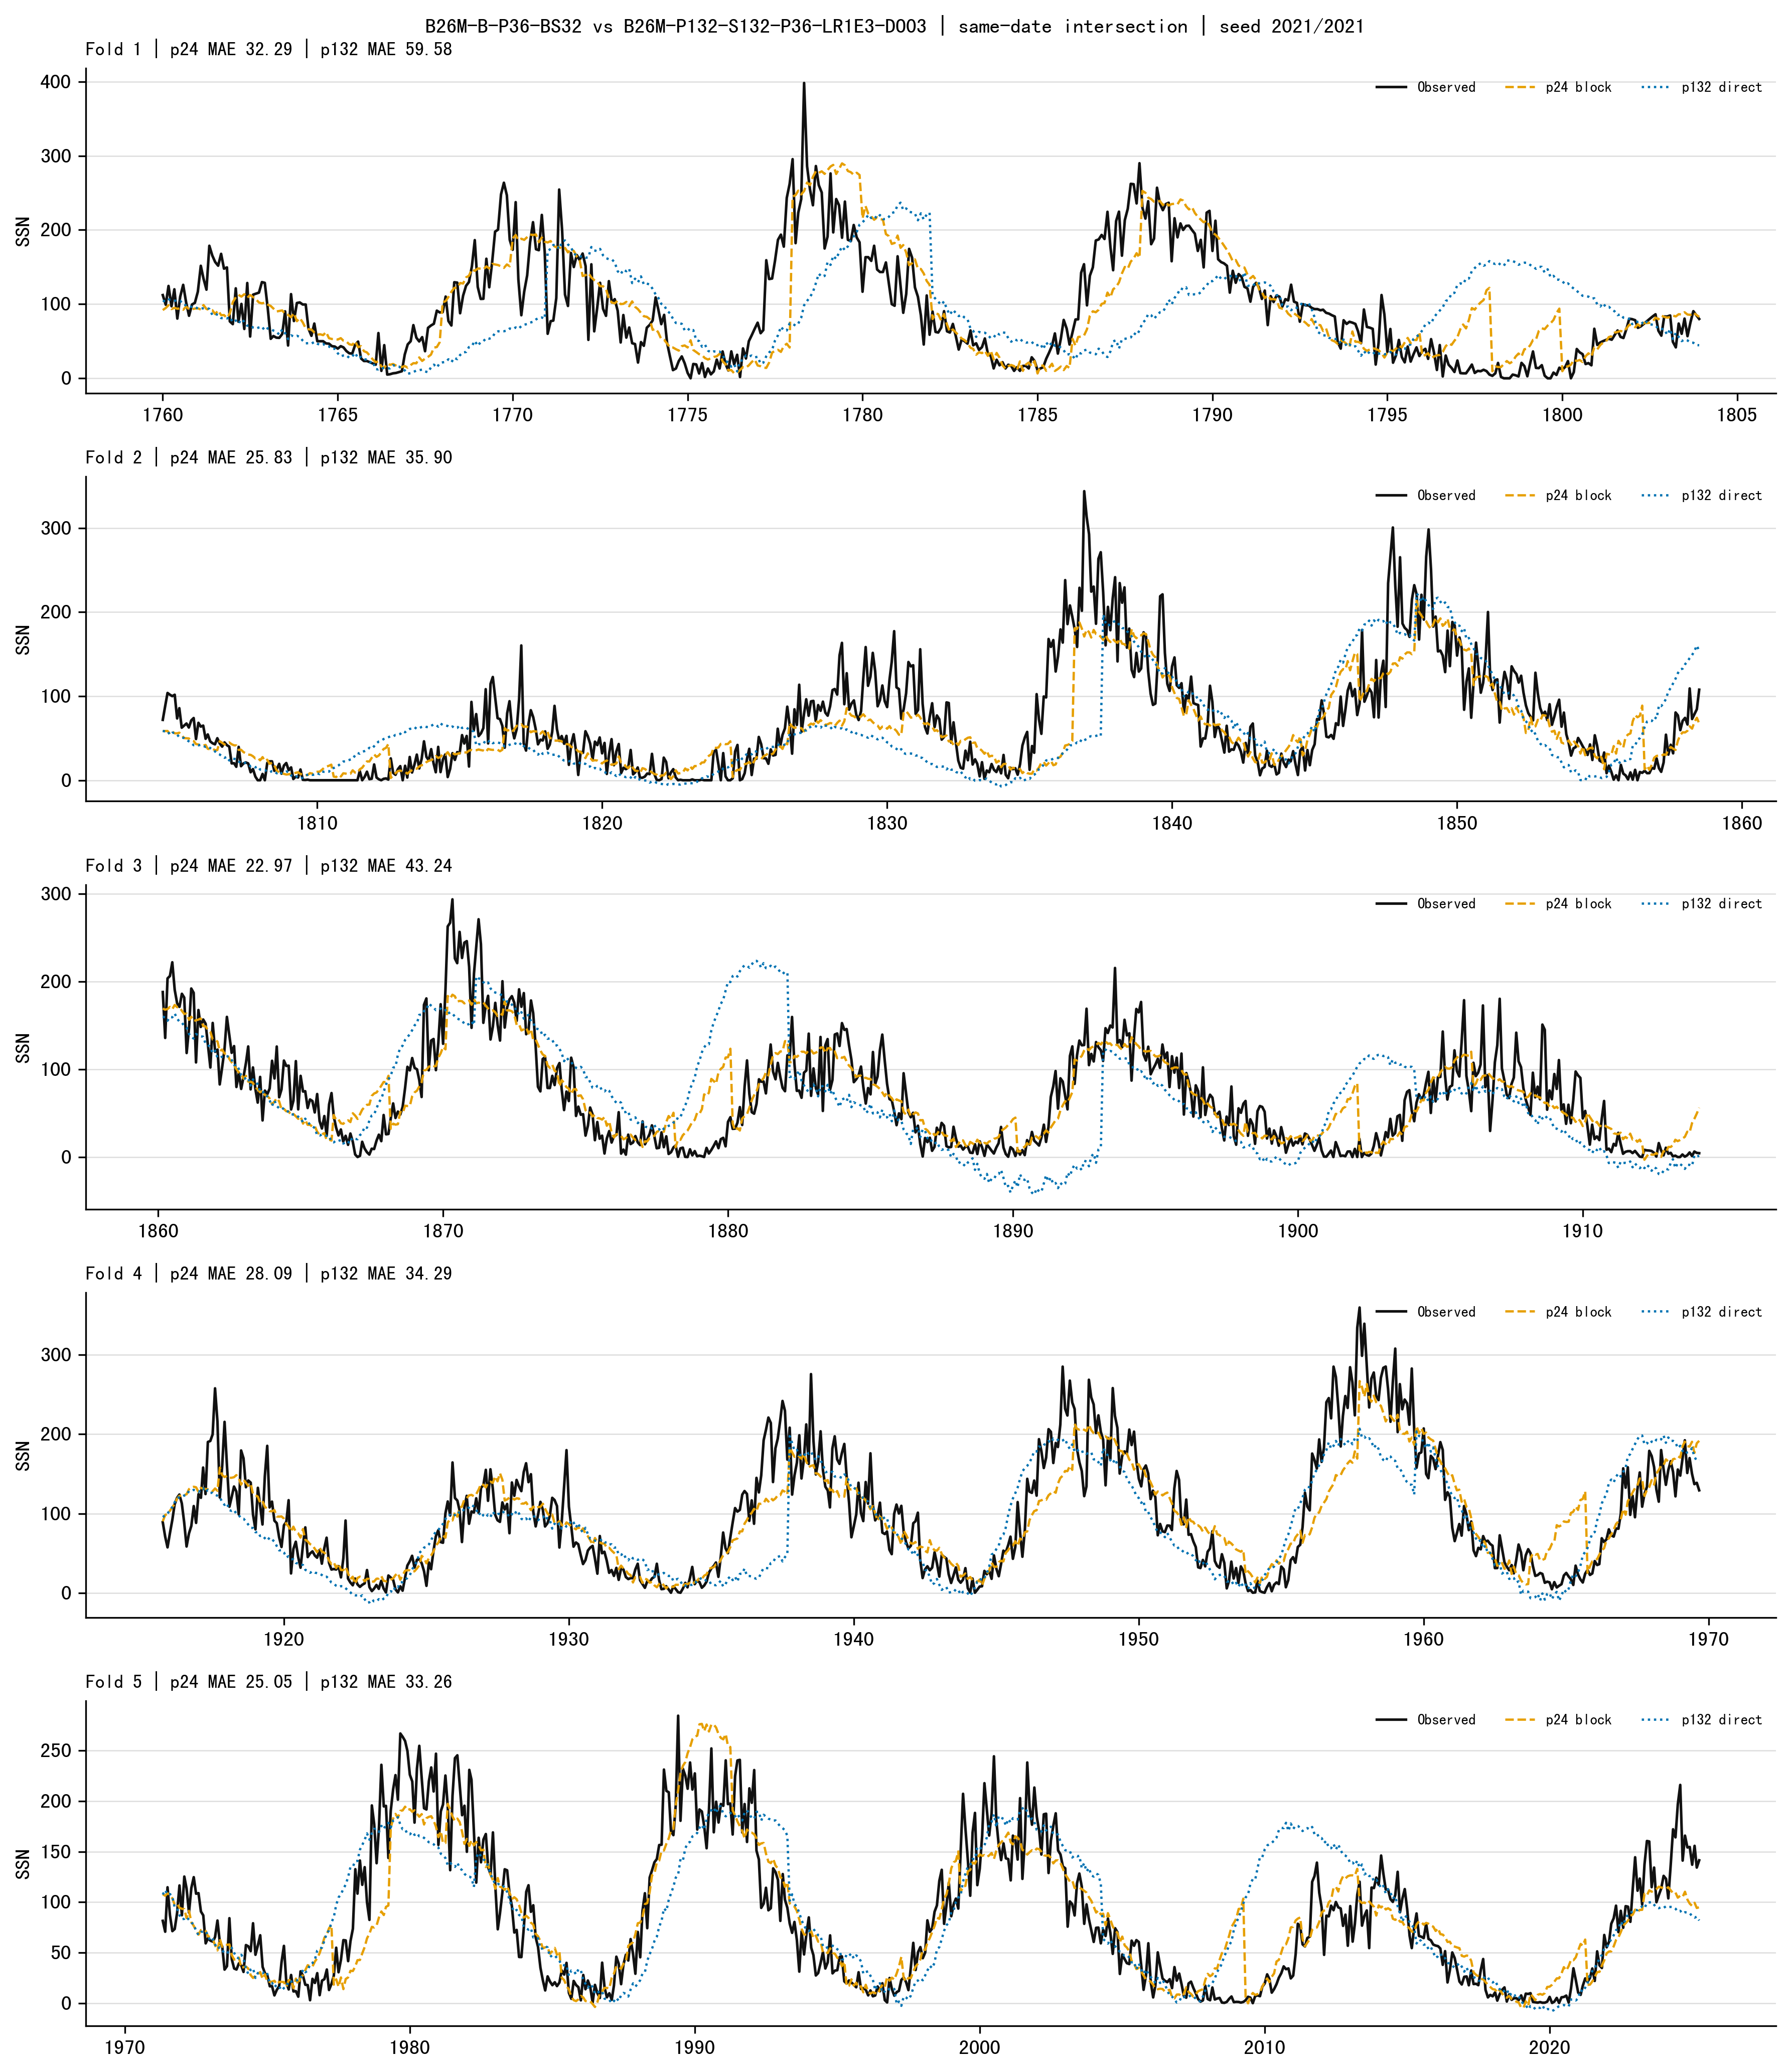 B26M-B-P36-BS32 vs B26M-P132-S132-P36-LR1E3-D003 | same-date intersection | seed 2021/2021
Fold 1 | p24 MAE 32.29 | p132 MAE 59.58
Observed p24 block p132 direct
SSN
400
300
200
100
0
1760 1765 1770 1775 1780 1785 1790 1795 1800 1805
Fold 2 | p24 MAE 25.83 | p132 MAE 35.90
Observed p24 block p132 direct
SSN
300
200
100
0
1810 1820 1830 1840 1850 1860
Fold 3 | p24 MAE 22.97 | p132 MAE 43.24
Observed p24 block p132 direct
SSN
300
200
100
0
1860 1870 1880 1890 1900 1910
Fold 4 | p24 MAE 28.09 | p132 MAE 34.29
Observed p24 block p132 direct
SSN
300
200
100
0
1920 1930 1940 1950 1960 1970
Fold 5 | p24 MAE 25.05 | p132 MAE 33.26
Observed p24 block p132 direct
SSN
250
200
150
100
50
0
1970 1980 1990 2000 2010 2020